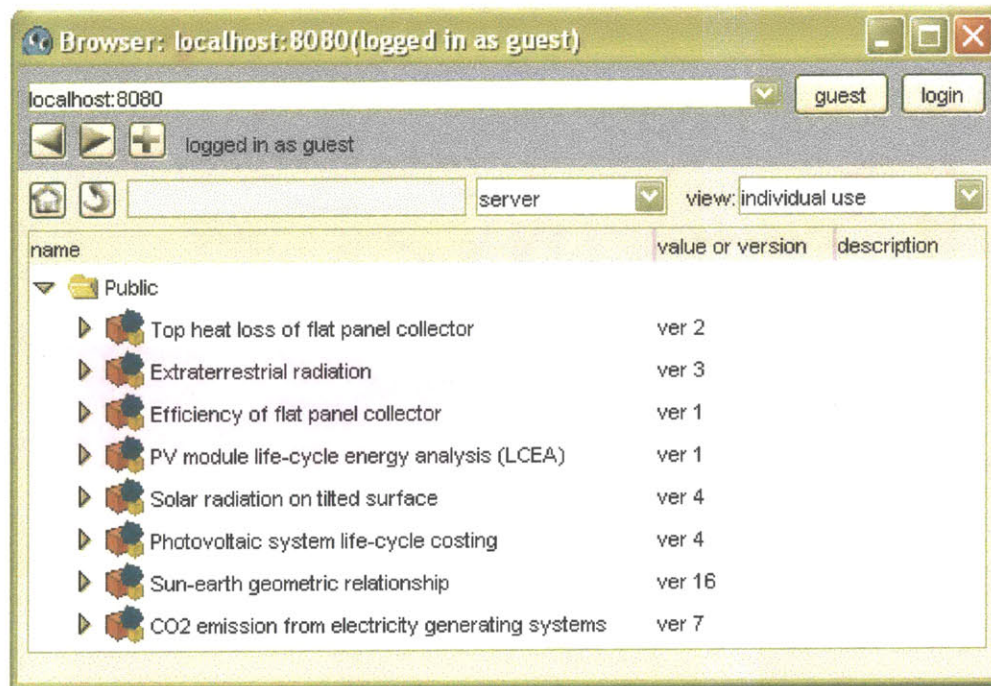 Browser: localhost:8080(logged in as guest)
localhost:8080 guest login
logged in as guest
server view: individual use
name value or version description
Public
Top heat loss of flat panel collector ver 2
Extraterrestrial radiation ver 3
Efficiency of flat panel collector ver 1
PV module life-cycle energy analysis (LCEA) ver 1
Solar radiation on tilted surface ver 4
Photovoltaic system life-cycle costing ver 4
Sun-earth geometric relationship ver 16
CO2 emission from electricity generating systems ver 7